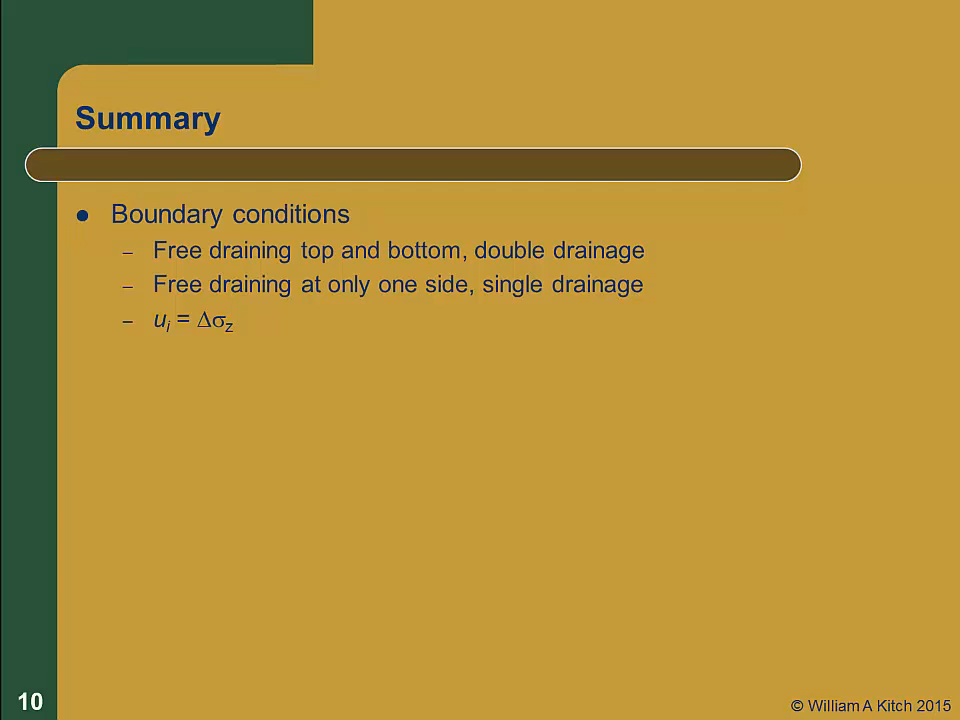 Summary
● Boundary conditions
– Free draining top and bottom, double drainage
– Free draining at only one side, single drainage
– uᵢ = Δσz
10
© William A Kitch 2015